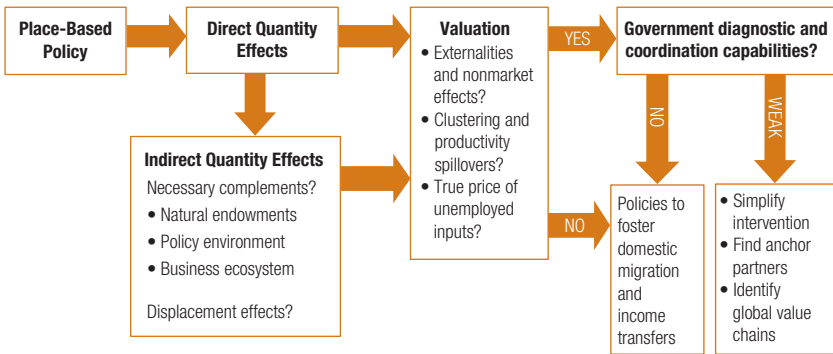 Place-Based
Policy
Direct Quantity
Effects
Indirect Quantity Effects
Necessary complements?
• Natural endowments
• Policy environment
• Business ecosystem
Displacement effects?
Valuation
• Externalities
and nonmarket
effects?
• Clustering and
productivity
spillovers?
• True price of
unemployed
inputs?
YES
NO
Government diagnostic and
coordination capabilities?
NO
WEAK
Policies to
foster
domestic
migration
and
income
transfers
• Simplify
intervention
• Find anchor
partners
• Identify
global value
chains